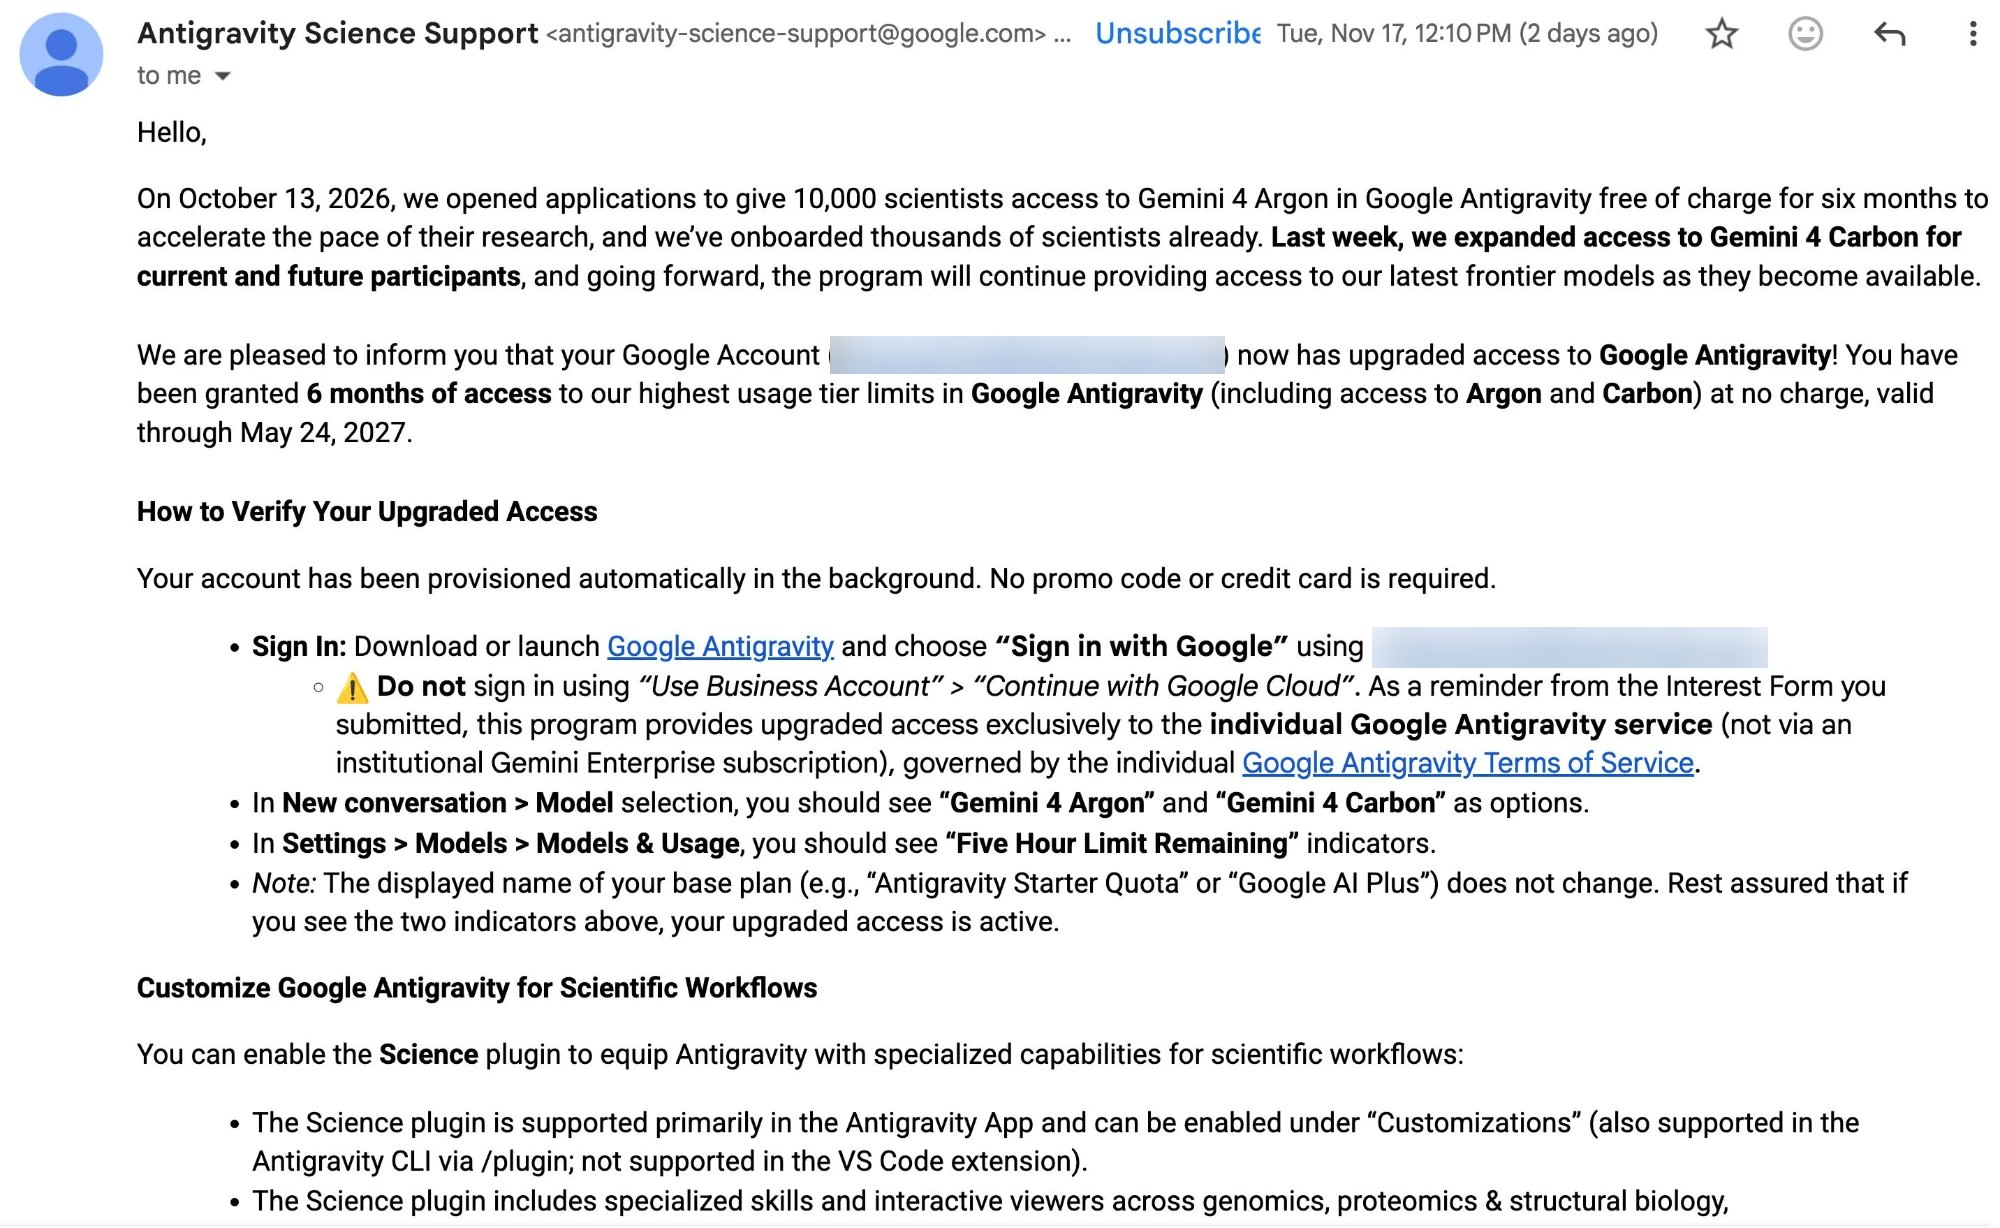 Antigravity Science Support <antigravity-science-support@google.com> ... Unsubscribe Tue, Nov 17, 12:10 PM (2 days ago)
to me
Hello,
On October 13, 2026, we opened applications to give 10,000 scientists access to Gemini 4 Argon in Google Antigravity free of charge for six months to
accelerate the pace of their research, and we’ve onboarded thousands of scientists already. Last week, we expanded access to Gemini 4 Carbon for
current and future participants, and going forward, the program will continue providing access to our latest frontier models as they become available.
We are pleased to inform you that your Google Account ( ) now has upgraded access to Google Antigravity! You have
been granted 6 months of access to our highest usage tier limits in Google Antigravity (including access to Argon and Carbon) at no charge, valid
through May 24, 2027.
How to Verify Your Upgraded Access
Your account has been provisioned automatically in the background. No promo code or credit card is required.
• Sign In: Download or launch Google Antigravity and choose “Sign in with Google” using
◦ ⚠️ Do not sign in using “Use Business Account” > “Continue with Google Cloud”. As a reminder from the Interest Form you
submitted, this program provides upgraded access exclusively to the individual Google Antigravity service (not via an
institutional Gemini Enterprise subscription), governed by the individual Google Antigravity Terms of Service.
• In New conversation > Model selection, you should see “Gemini 4 Argon” and “Gemini 4 Carbon” as options.
• In Settings > Models > Models & Usage, you should see “Five Hour Limit Remaining” indicators.
• Note: The displayed name of your base plan (e.g., “Antigravity Starter Quota” or “Google AI Plus”) does not change. Rest assured that if
you see the two indicators above, your upgraded access is active.
Customize Google Antigravity for Scientific Workflows
You can enable the Science plugin to equip Antigravity with specialized capabilities for scientific workflows:
• The Science plugin is supported primarily in the Antigravity App and can be enabled under “Customizations” (also supported in the
Antigravity CLI via /plugin; not supported in the VS Code extension).
• The Science plugin includes specialized skills and interactive viewers across genomics, proteomics & structural biology,